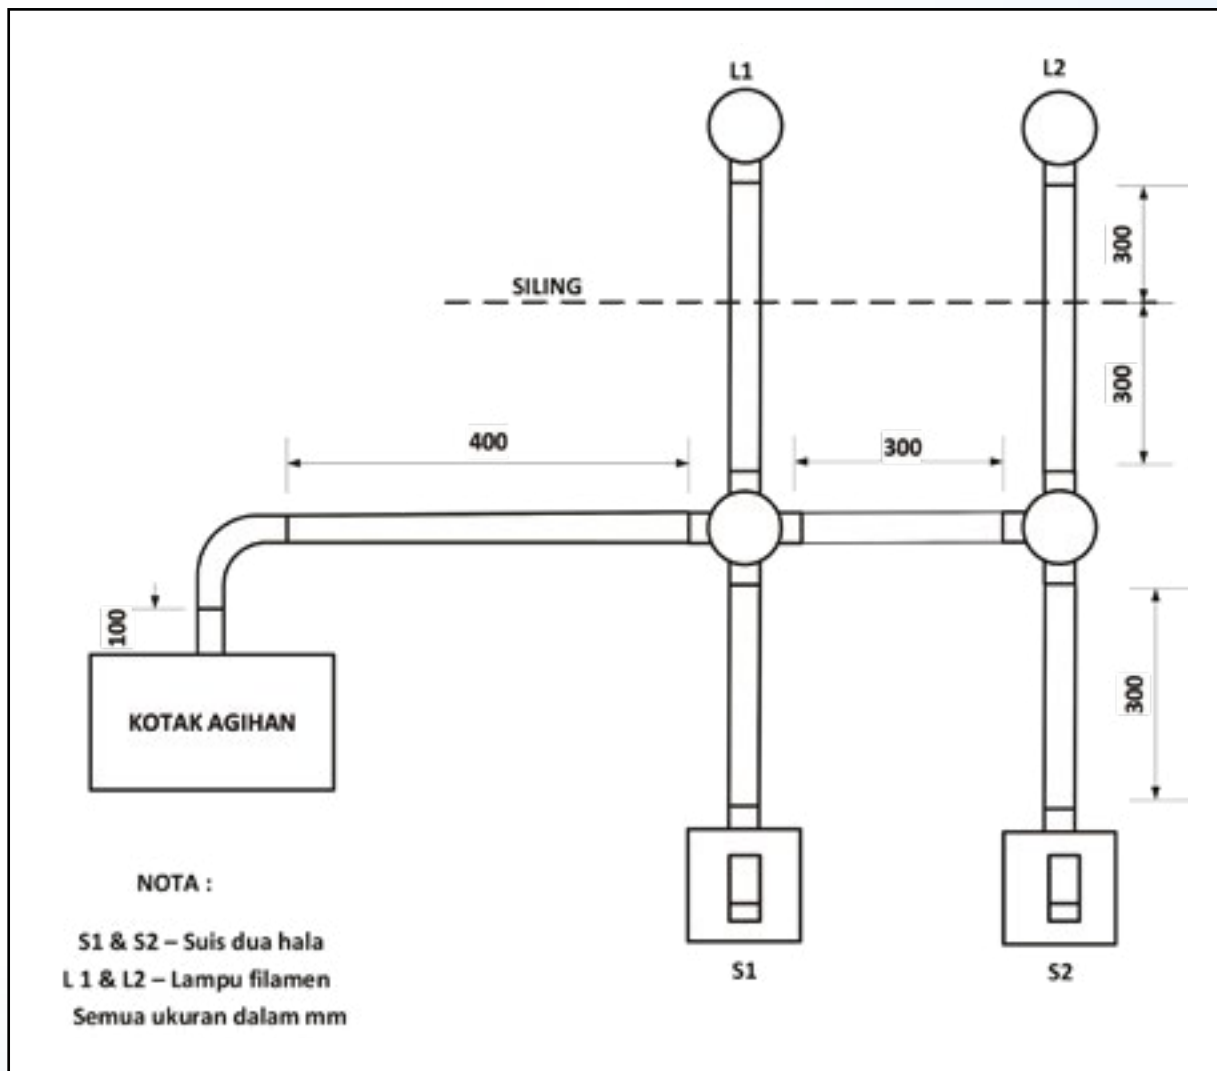 L1
L2
300
SILING
300
400
300
100
300
KOTAK AGIHAN
NOTA :
S1 & S2 – Suis dua hala
L 1 & L2 – Lampu filamen
Semua ukuran dalam mm
S1
S2